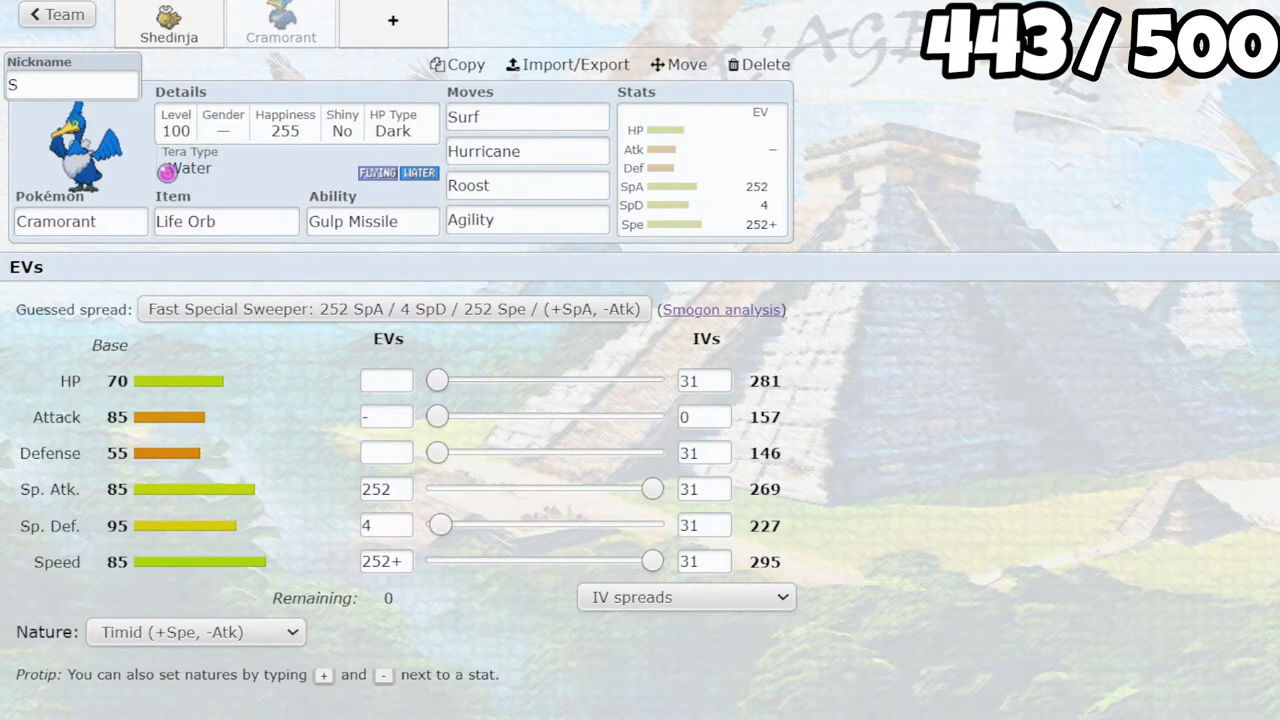 Team
Shedinja
Cramorant
+
443/500
Nickname
S
Copy Import/Export Move Delete
Details
Level
100
Gender
—
Happiness
255
Shiny
No
HP Type
Dark
Tera Type
Water
FLYING WATER
Pokémon
Cramorant
Item
Life Orb
Ability
Gulp Missile
Moves
Surf
Hurricane
Roost
Agility
Stats
EV
HP
Atk –
Def
SpA 252
SpD 4
Spe 252+
EVs
Guessed spread: Fast Special Sweeper: 252 SpA / 4 SpD / 252 Spe / (+SpA, -Atk) (Smogon analysis)
Base EVs IVs
HP 70 31 281
Attack 85 - 0 157
Defense 55 31 146
Sp. Atk. 85 252 31 269
Sp. Def. 95 4 31 227
Speed 85 252+ 31 295
Remaining: 0 IV spreads
Nature: Timid (+Spe, -Atk)
Protip: You can also set natures by typing + and - next to a stat.